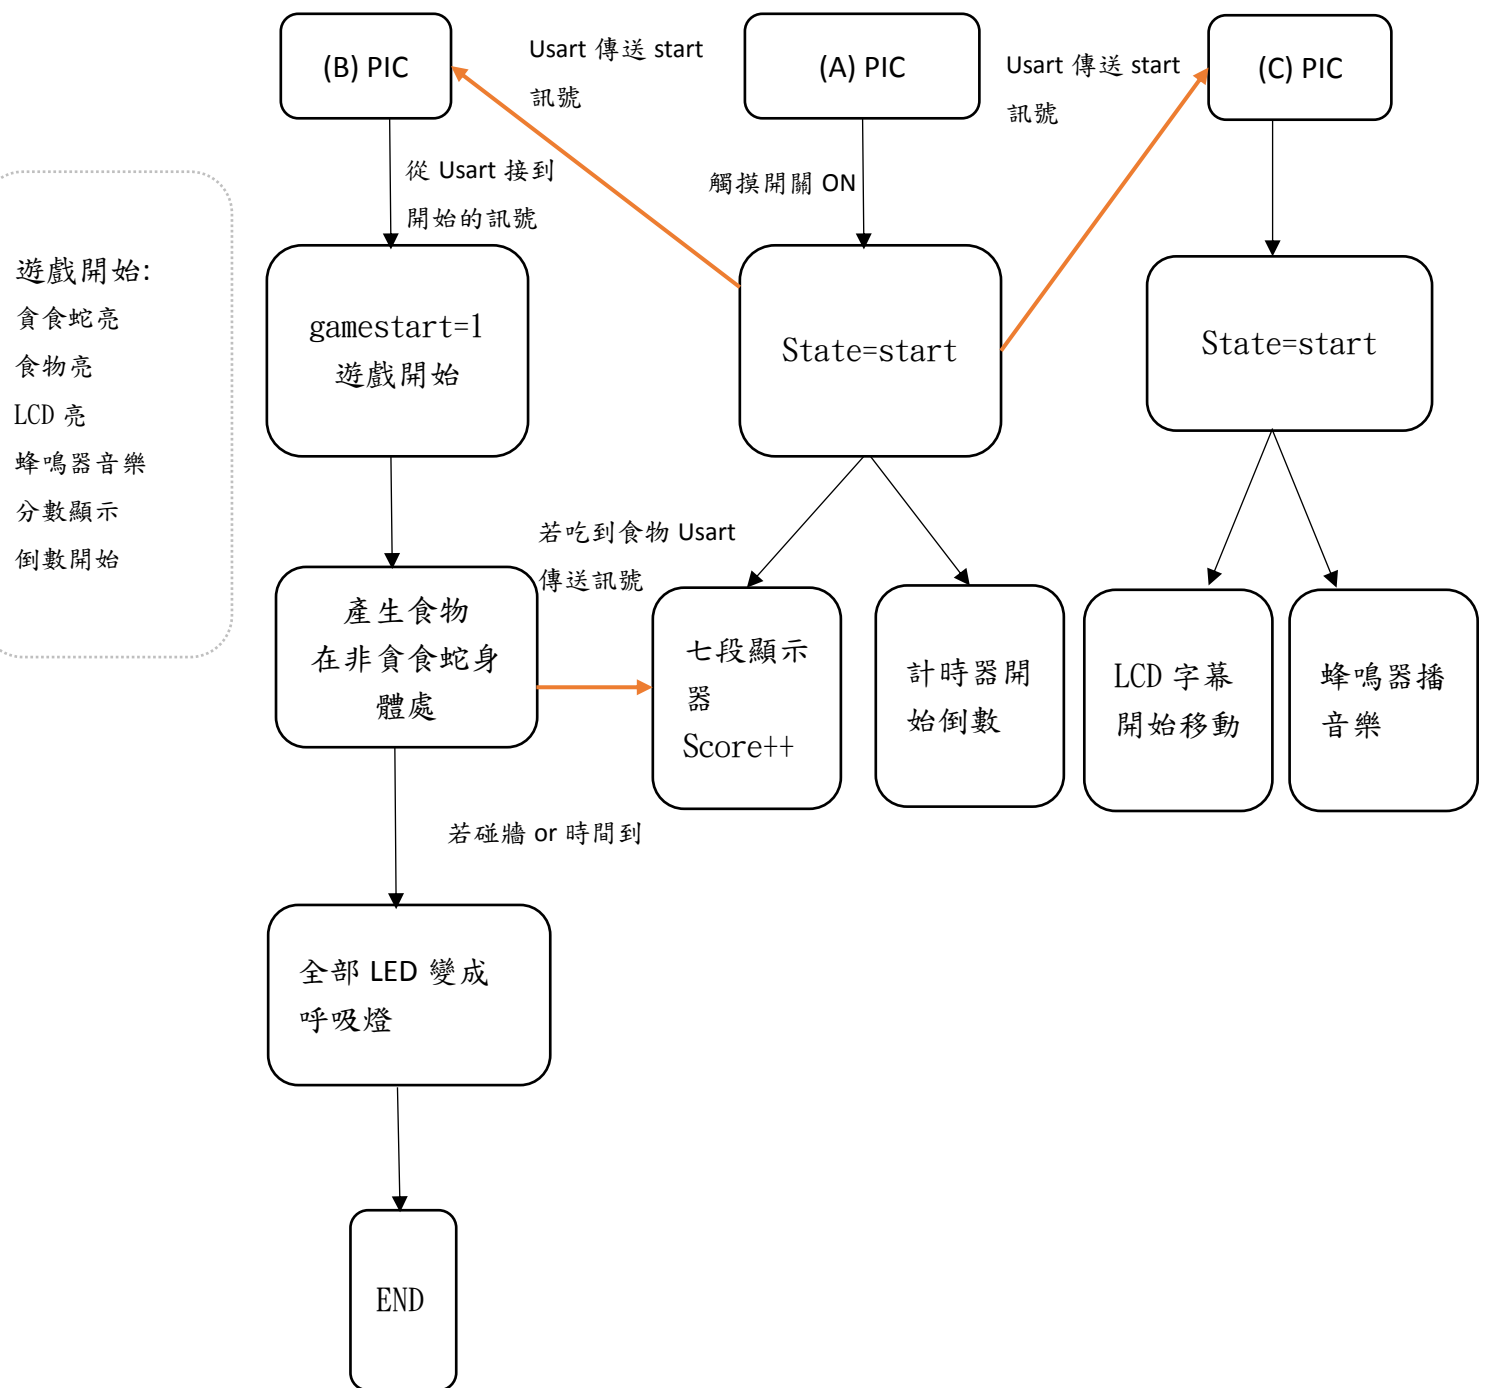 (B) PIC
Usart 傳送 start
訊號
(A) PIC
Usart 傳送 start
訊號
(C) PIC
從 Usart 接到
開始的訊號
觸摸開關 ON
遊戲開始:
貪食蛇亮
食物亮
LCD 亮
蜂鳴器音樂
分數顯示
倒數開始
gamestart=1
遊戲開始
State=start
State=start
若吃到食物 Usart
傳送訊號
產生食物
在非貪食蛇身
體處
七段顯示
器
Score++
計時器開
始倒數
LCD 字幕
開始移動
蜂鳴器播
音樂
若碰牆 or 時間到
全部 LED 變成
呼吸燈
END